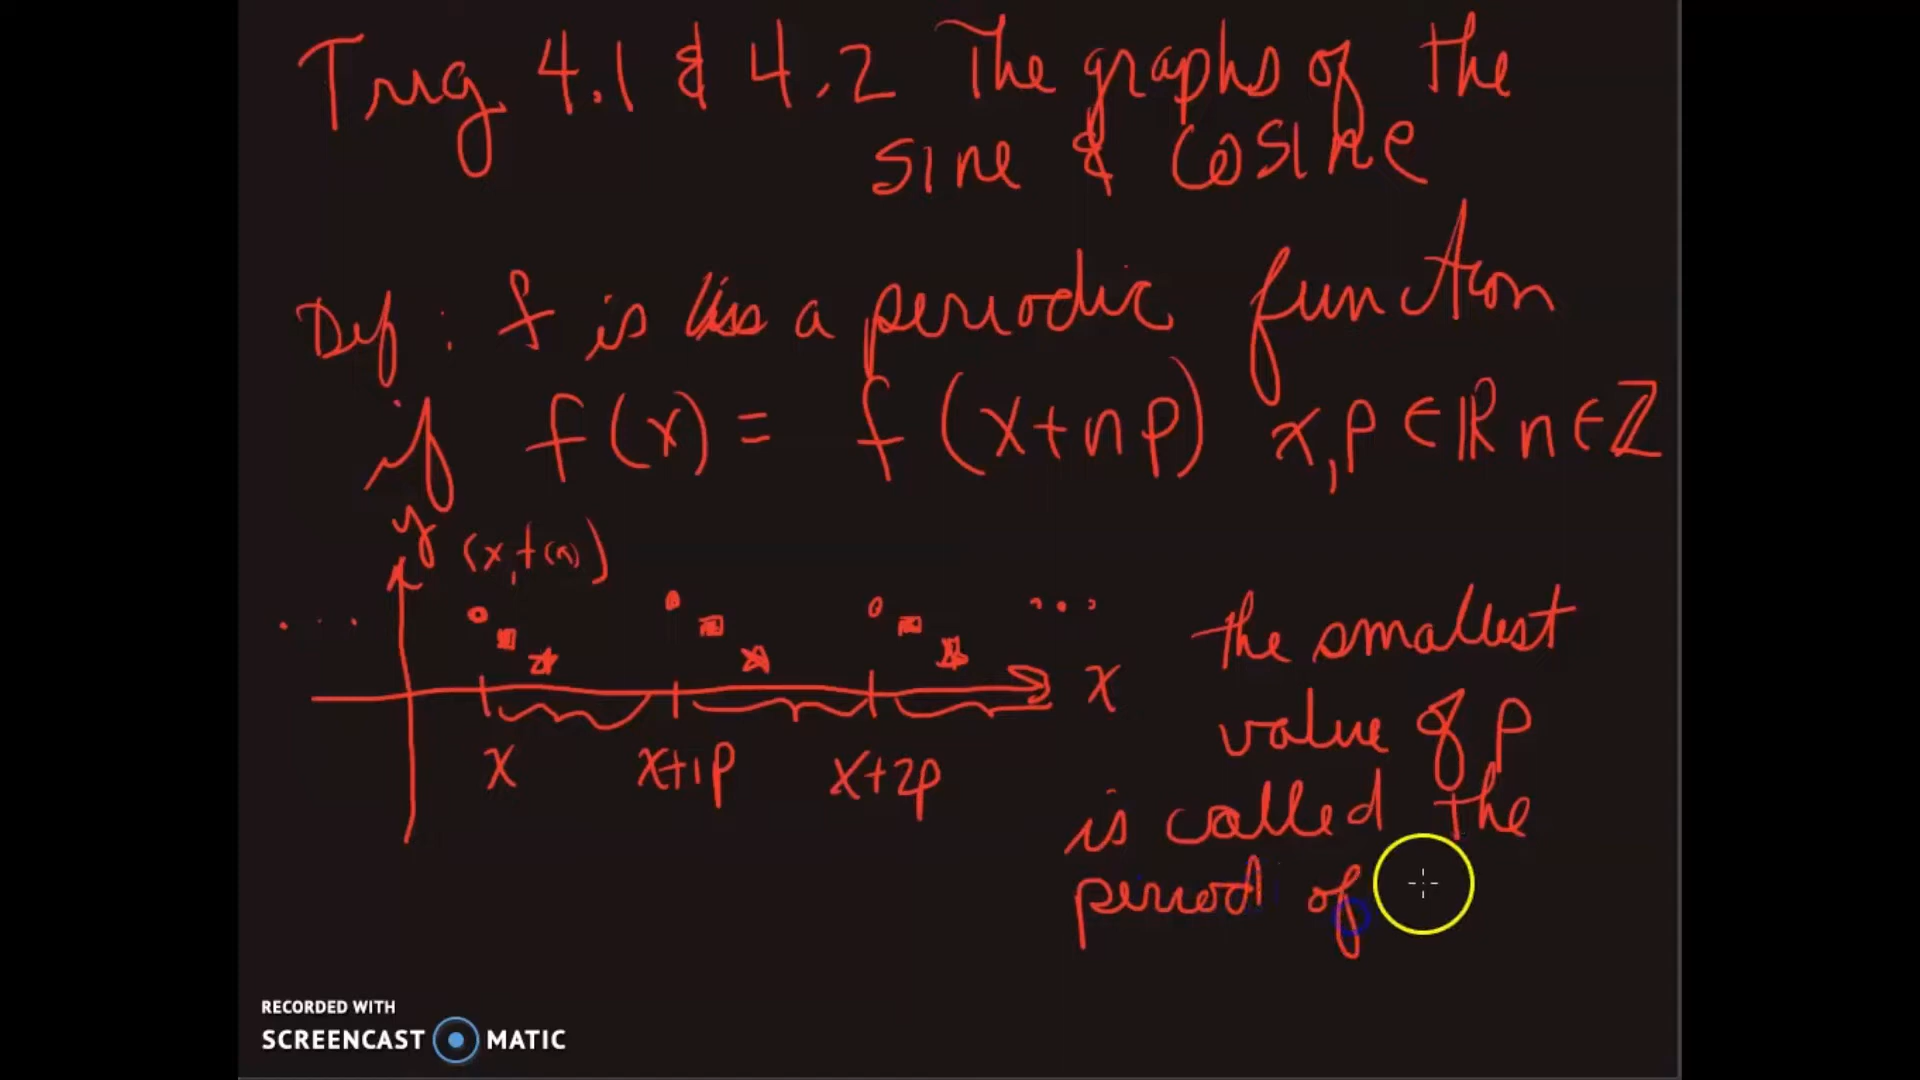 Trig 4.1 & 4.2 The graphs of the
sine & cosine
Def: f is a periodic function
if f(x) = f(x+np) x,p ∈ ℝ n ∈ ℤ
y (x, f(x))
... ...
x
x x+1p x+2p
the smallest
value of p
is called the
period of
RECORDED WITH
SCREENCAST MATIC